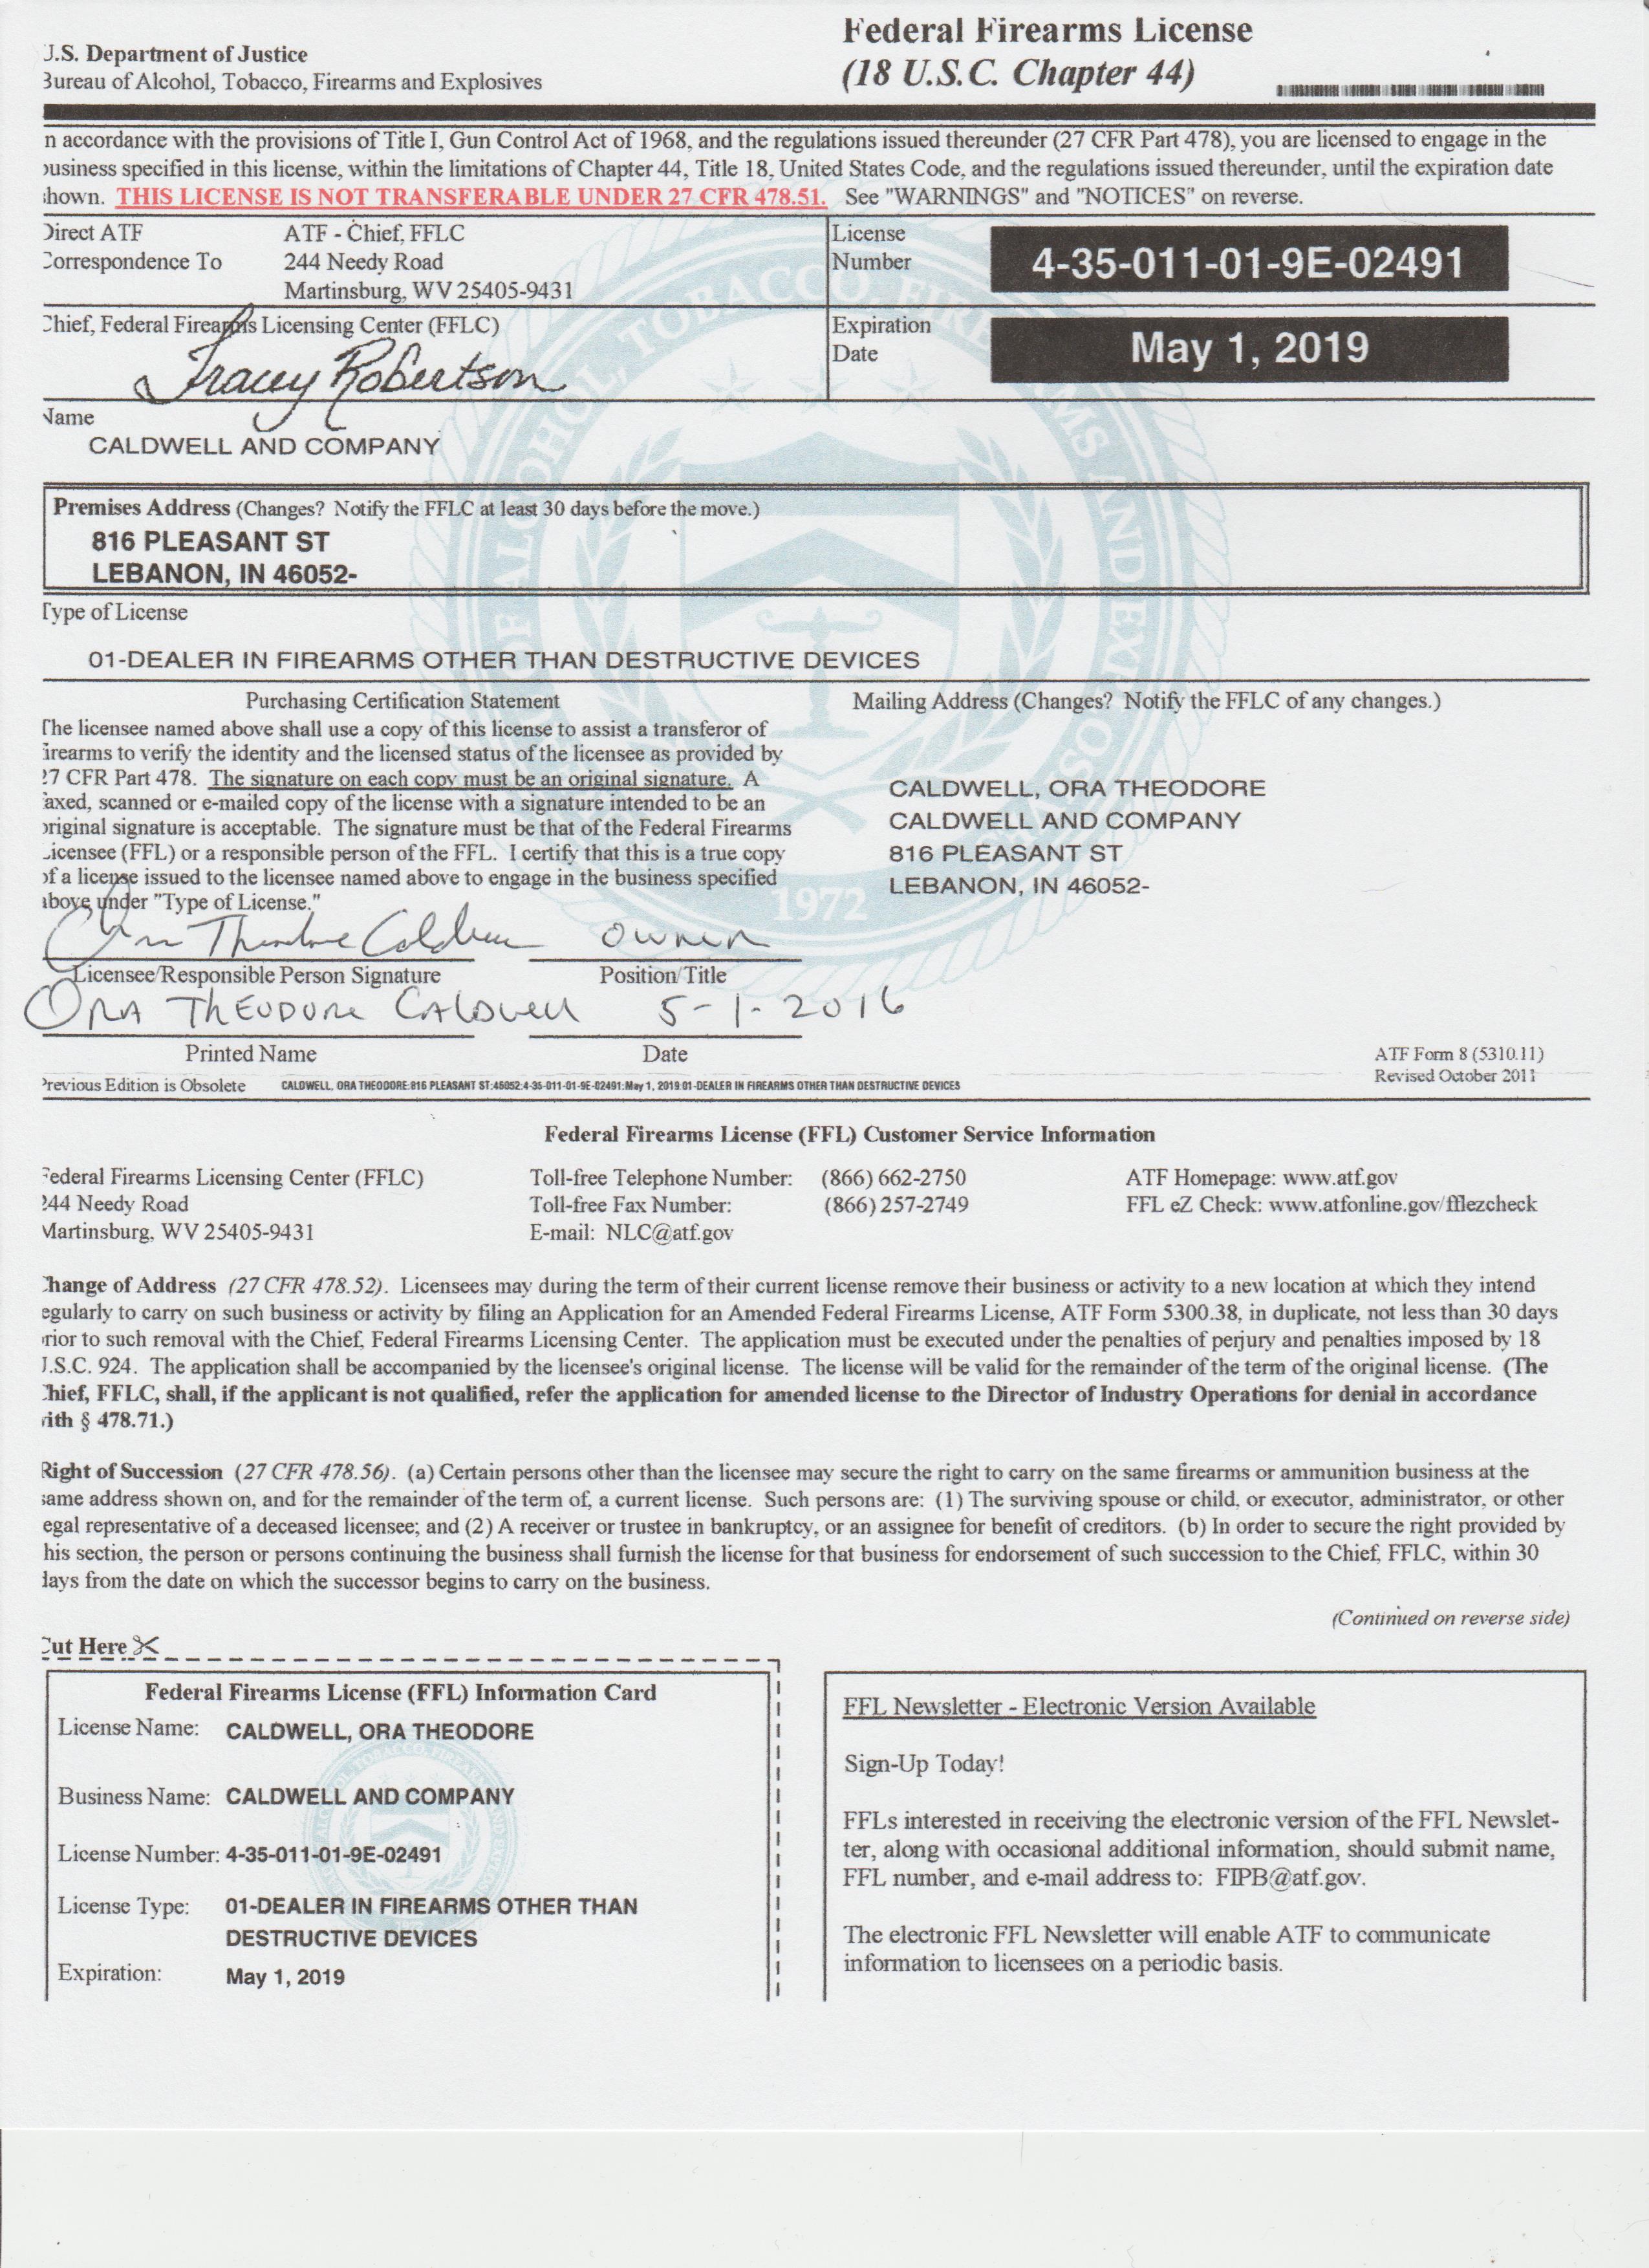 J.S. Department of Justice
Bureau of Alcohol, Tobacco, Firearms and Explosives
Federal Firearms License
(18 U.S.C. Chapter 44)
n accordance with the provisions of Title I, Gun Control Act of 1968, and the regulations issued thereunder (27 CFR Part 478), you are licensed to engage in the
business specified in this license, within the limitations of Chapter 44, Title 18, United States Code, and the regulations issued thereunder, until the expiration date
shown. THIS LICENSE IS NOT TRANSFERABLE UNDER 27 CFR 478.51. See "WARNINGS" and "NOTICES" on reverse.
Direct ATF
Correspondence To
ATF - Chief, FFLC
244 Needy Road
Martinsburg, WV 25405-9431
License
Number
4-35-011-01-9E-02491
Chief, Federal Firearms Licensing Center (FFLC)
Tracey Robertson
Expiration
Date
May 1, 2019
Name
CALDWELL AND COMPANY
Premises Address (Changes? Notify the FFLC at least 30 days before the move.)
816 PLEASANT ST
LEBANON, IN 46052-
Type of License
01-DEALER IN FIREARMS OTHER THAN DESTRUCTIVE DEVICES
Purchasing Certification Statement
The licensee named above shall use a copy of this license to assist a transferor of
firearms to verify the identity and the licensed status of the licensee as provided by
27 CFR Part 478. The signature on each copy must be an original signature. A
faxed, scanned or e-mailed copy of the license with a signature intended to be an
original signature is acceptable. The signature must be that of the Federal Firearms
Licensee (FFL) or a responsible person of the FFL. I certify that this is a true copy
of a license issued to the licensee named above to engage in the business specified
above under "Type of License."
Mailing Address (Changes? Notify the FFLC of any changes.)
CALDWELL, ORA THEODORE
CALDWELL AND COMPANY
816 PLEASANT ST
LEBANON, IN 46052-
1972
Ora Theodore Caldwell owner
Licensee/Responsible Person Signature Position/Title
ORA THEODORE CALDWELL 5-1-2016
Printed Name Date
ATF Form 8 (5310.11)
Revised October 2011
Previous Edition is Obsolete CALDWELL, ORA THEODORE:816 PLEASANT ST:46052:4-35-011-01-9E-02491:May 1, 2019:01-DEALER IN FIREARMS OTHER THAN DESTRUCTIVE DEVICES
Federal Firearms License (FFL) Customer Service Information
Federal Firearms Licensing Center (FFLC)
244 Needy Road
Martinsburg, WV 25405-9431
Toll-free Telephone Number: (866) 662-2750
Toll-free Fax Number: (866) 257-2749
E-mail: NLC@atf.gov
ATF Homepage: www.atf.gov
FFL eZ Check: www.atfonline.gov/fflezcheck
Change of Address (27 CFR 478.52). Licensees may during the term of their current license remove their business or activity to a new location at which they intend
egularly to carry on such business or activity by filing an Application for an Amended Federal Firearms License, ATF Form 5300.38, in duplicate, not less than 30 days
prior to such removal with the Chief, Federal Firearms Licensing Center. The application must be executed under the penalties of perjury and penalties imposed by 18
J.S.C. 924. The application shall be accompanied by the licensee's original license. The license will be valid for the remainder of the term of the original license. (The
Chief, FFLC, shall, if the applicant is not qualified, refer the application for amended license to the Director of Industry Operations for denial in accordance
with § 478.71.)
Right of Succession (27 CFR 478.56). (a) Certain persons other than the licensee may secure the right to carry on the same firearms or ammunition business at the
same address shown on, and for the remainder of the term of, a current license. Such persons are: (1) The surviving spouse or child, or executor, administrator, or other
egal representative of a deceased licensee; and (2) A receiver or trustee in bankruptcy, or an assignee for benefit of creditors. (b) In order to secure the right provided by
his section, the person or persons continuing the business shall furnish the license for that business for endorsement of such succession to the Chief, FFLC, within 30
days from the date on which the successor begins to carry on the business.
(Continued on reverse side)
Cut Here
Federal Firearms License (FFL) Information Card
License Name: CALDWELL, ORA THEODORE
Business Name: CALDWELL AND COMPANY
License Number: 4-35-011-01-9E-02491
License Type: 01-DEALER IN FIREARMS OTHER THAN
DESTRUCTIVE DEVICES
Expiration: May 1, 2019
FFL Newsletter - Electronic Version Available
Sign-Up Today!
FFLs interested in receiving the electronic version of the FFL Newslet-
ter, along with occasional additional information, should submit name,
FFL number, and e-mail address to: FIPB@atf.gov.
The electronic FFL Newsletter will enable ATF to communicate
information to licensees on a periodic basis.